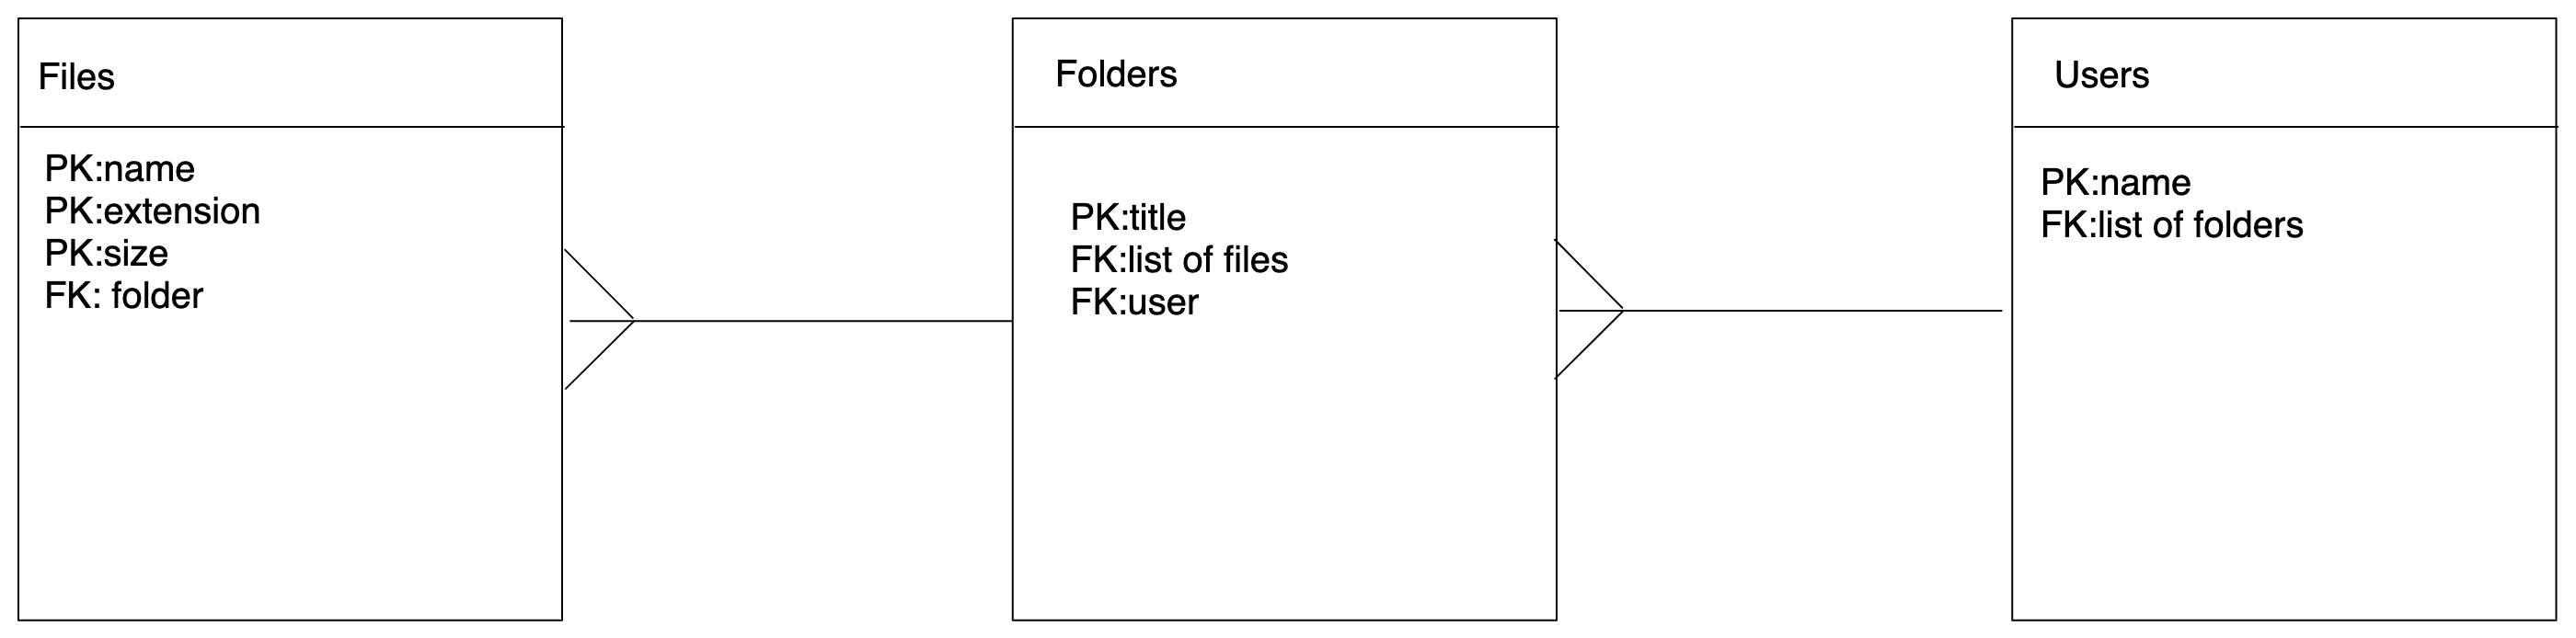 Files
PK:name
PK:extension
PK:size
FK: folder
Folders
PK:title
FK:list of files
FK:user
Users
PK:name
FK:list of folders